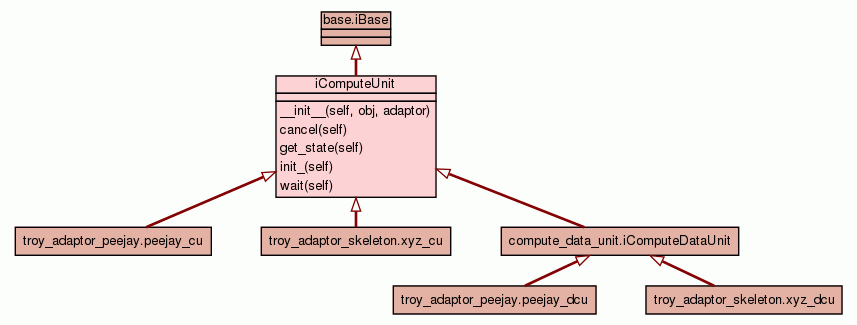 base.iBase
iComputeUnit
__init__(self, obj, adaptor)
cancel(self)
get_state(self)
init_(self)
wait(self)
troy_adaptor_peejay.peejay_cu
troy_adaptor_skeleton.xyz_cu
compute_data_unit.iComputeDataUnit
troy_adaptor_peejay.peejay_dcu
troy_adaptor_skeleton.xyz_dcu